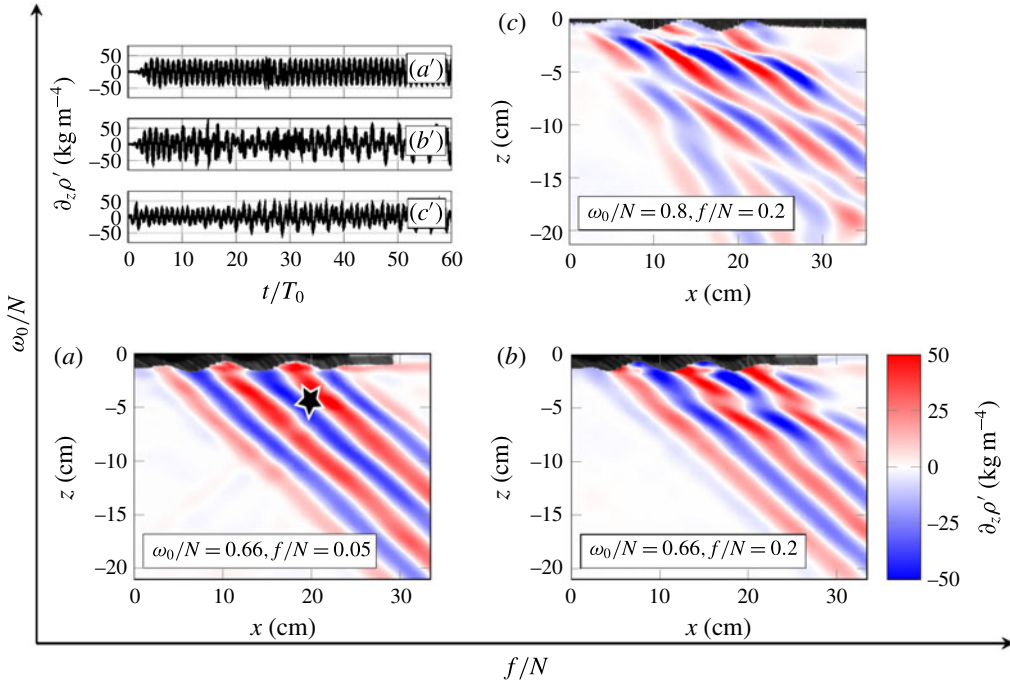 (c)
0
−5
−10
−15
−20
z (cm)
ω0/N = 0.8, f/N = 0.2
0 10 20 30
x (cm)
50
0
−50
(a′)
50
0
−50
(b′)
50
0
−50
(c′)
∂zρ′ (kg m−4)
0 10 20 30 40 50 60
t/T0
ω0/N
(a)
0
−5
−10
−15
−20
z (cm)
ω0/N = 0.66, f/N = 0.05
0 10 20 30
x (cm)
(b)
0
−5
−10
−15
−20
z (cm)
ω0/N = 0.66, f/N = 0.2
0 10 20 30
x (cm)
50
25
0
−25
−50
∂zρ′ (kg m−4)
f/N